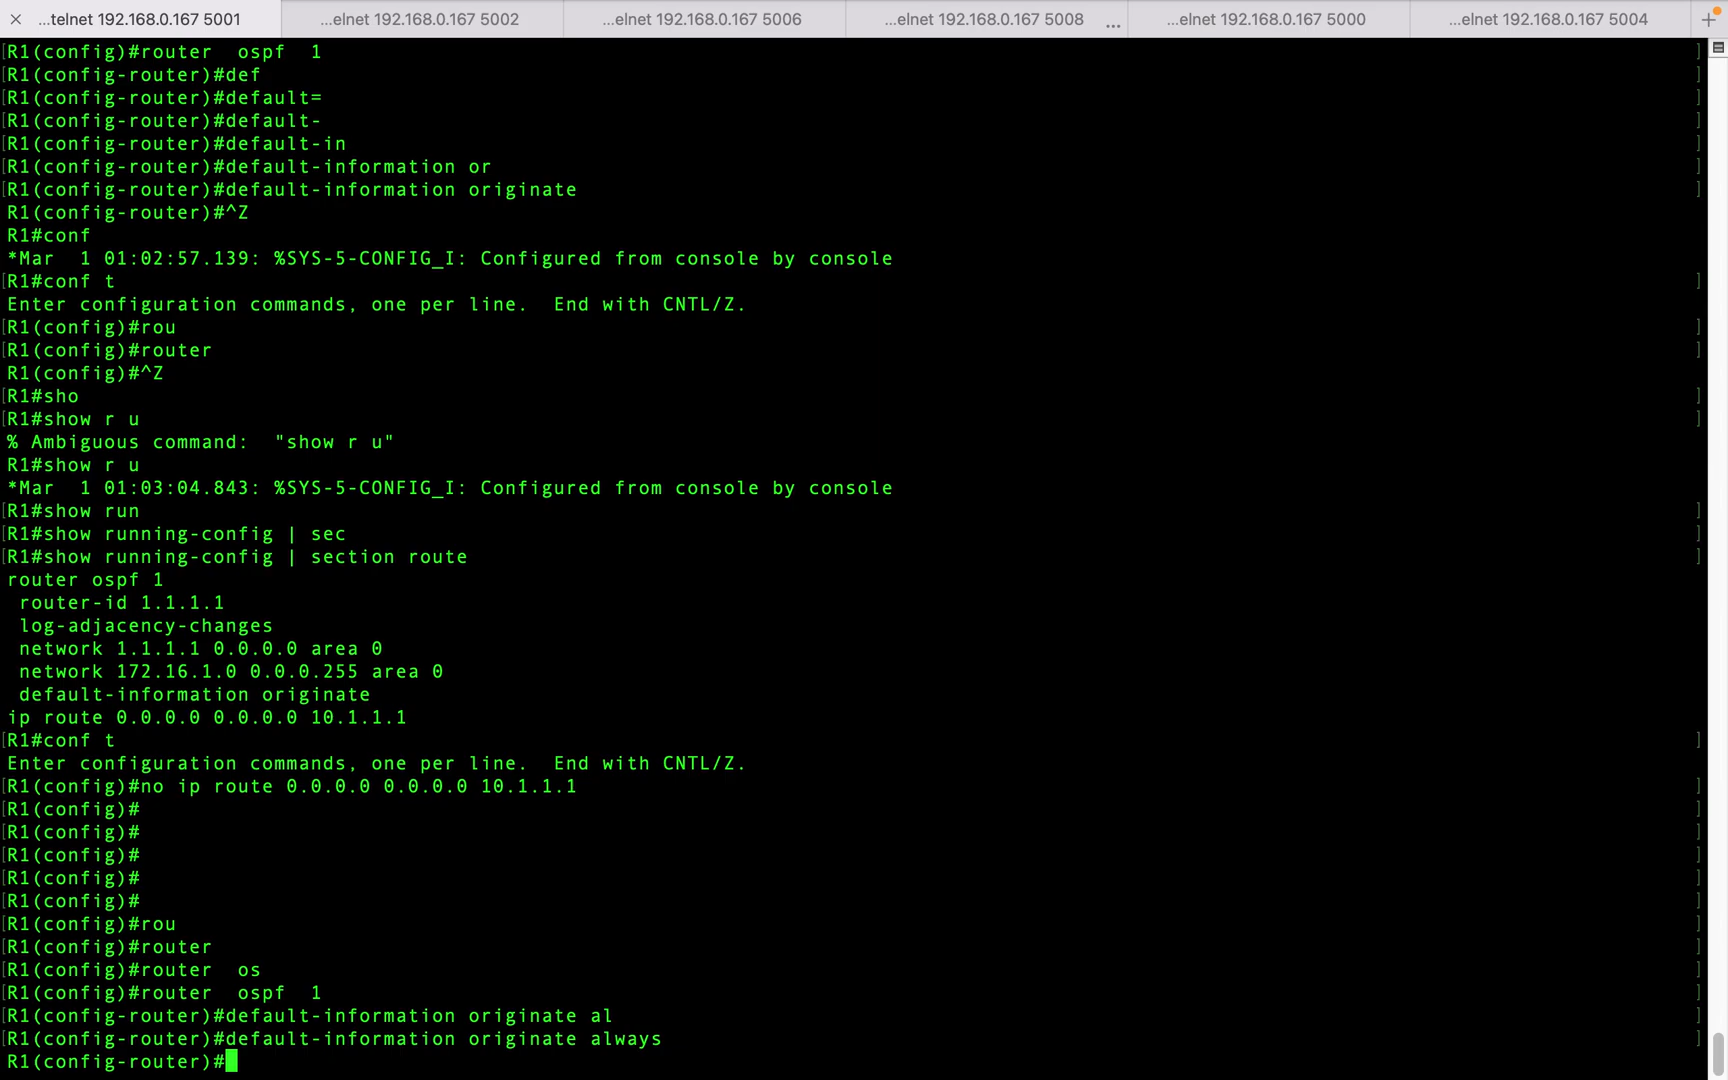 ...telnet 192.168.0.167 5001
...elnet 192.168.0.167 5002
...elnet 192.168.0.167 5006
...elnet 192.168.0.167 5008 ...
...elnet 192.168.0.167 5000
...elnet 192.168.0.167 5004
[R1(config)#router  ospf  1 ]
[R1(config-router)#def ]
[R1(config-router)#default= ]
[R1(config-router)#default- ]
[R1(config-router)#default-in ]
[R1(config-router)#default-information or ]
[R1(config-router)#default-information originate ]
R1(config-router)#^Z
R1#conf
*Mar  1 01:02:57.139: %SYS-5-CONFIG_I: Configured from console by console
[R1#conf t ]
Enter configuration commands, one per line.  End with CNTL/Z.
[R1(config)#rou ]
[R1(config)#router ]
R1(config)#^Z
[R1#sho ]
[R1#show r u ]
% Ambiguous command:  "show r u"
R1#show r u
*Mar  1 01:03:04.843: %SYS-5-CONFIG_I: Configured from console by console
[R1#show run ]
[R1#show running-config | sec ]
[R1#show running-config | section route ]
router ospf 1
 router-id 1.1.1.1
 log-adjacency-changes
 network 1.1.1.1 0.0.0.0 area 0
 network 172.16.1.0 0.0.0.255 area 0
 default-information originate
ip route 0.0.0.0 0.0.0.0 10.1.1.1
[R1#conf t ]
Enter configuration commands, one per line.  End with CNTL/Z.
[R1(config)#no ip route 0.0.0.0 0.0.0.0 10.1.1.1 ]
[R1(config)# ]
[R1(config)# ]
[R1(config)# ]
[R1(config)# ]
[R1(config)# ]
[R1(config)#rou ]
[R1(config)#router ]
[R1(config)#router  os ]
[R1(config)#router  ospf  1 ]
[R1(config-router)#default-information originate al ]
[R1(config-router)#default-information originate always ]
R1(config-router)#